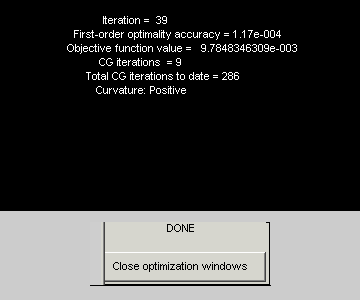 Iteration = 39
First-order optimality accuracy = 1.17e-004
Objective function value = 9.7848346309e-003
CG iterations = 9
Total CG iterations to date = 286
Curvature: Positive
DONE
Close optimization windows